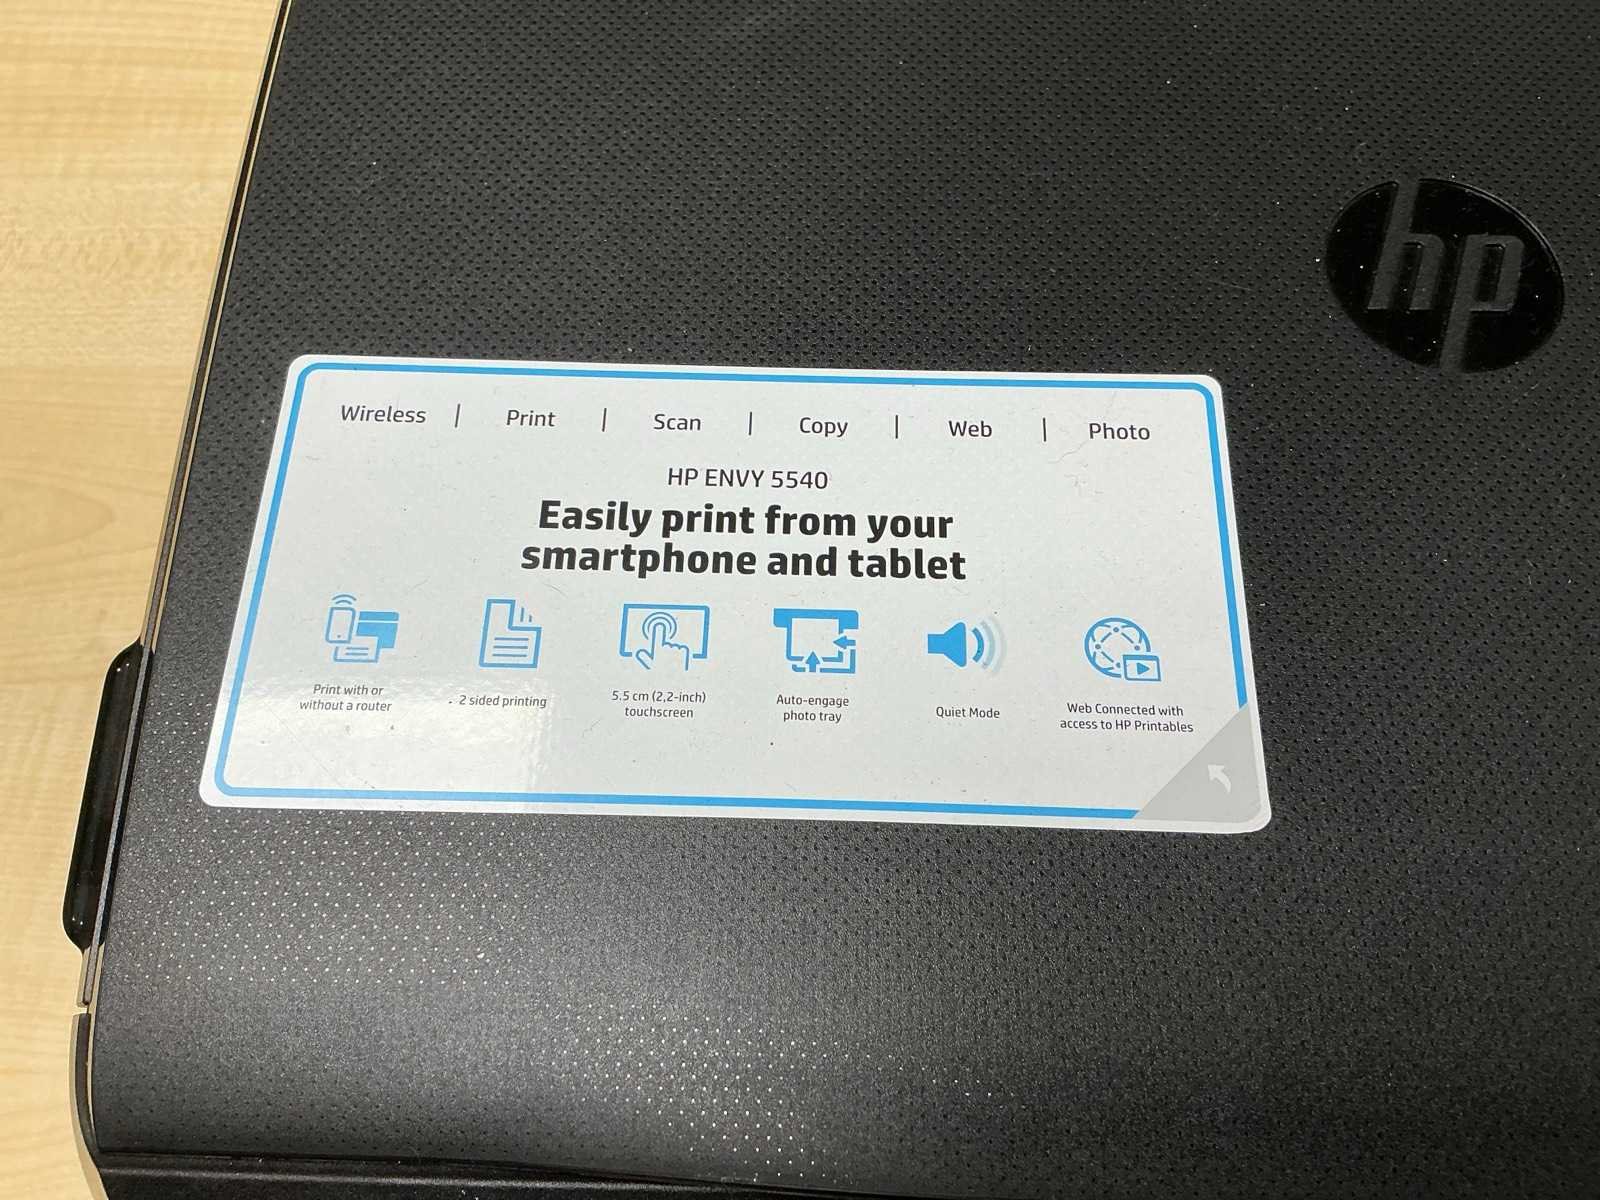 hp
Wireless | Print | Scan | Copy | Web | Photo
HP ENVY 5540
Easily print from your
smartphone and tablet
Print with or
without a router
2 sided printing
5.5 cm (2,2-inch)
touchscreen
Auto-engage
photo tray
Quiet Mode
Web Connected with
access to HP Printables